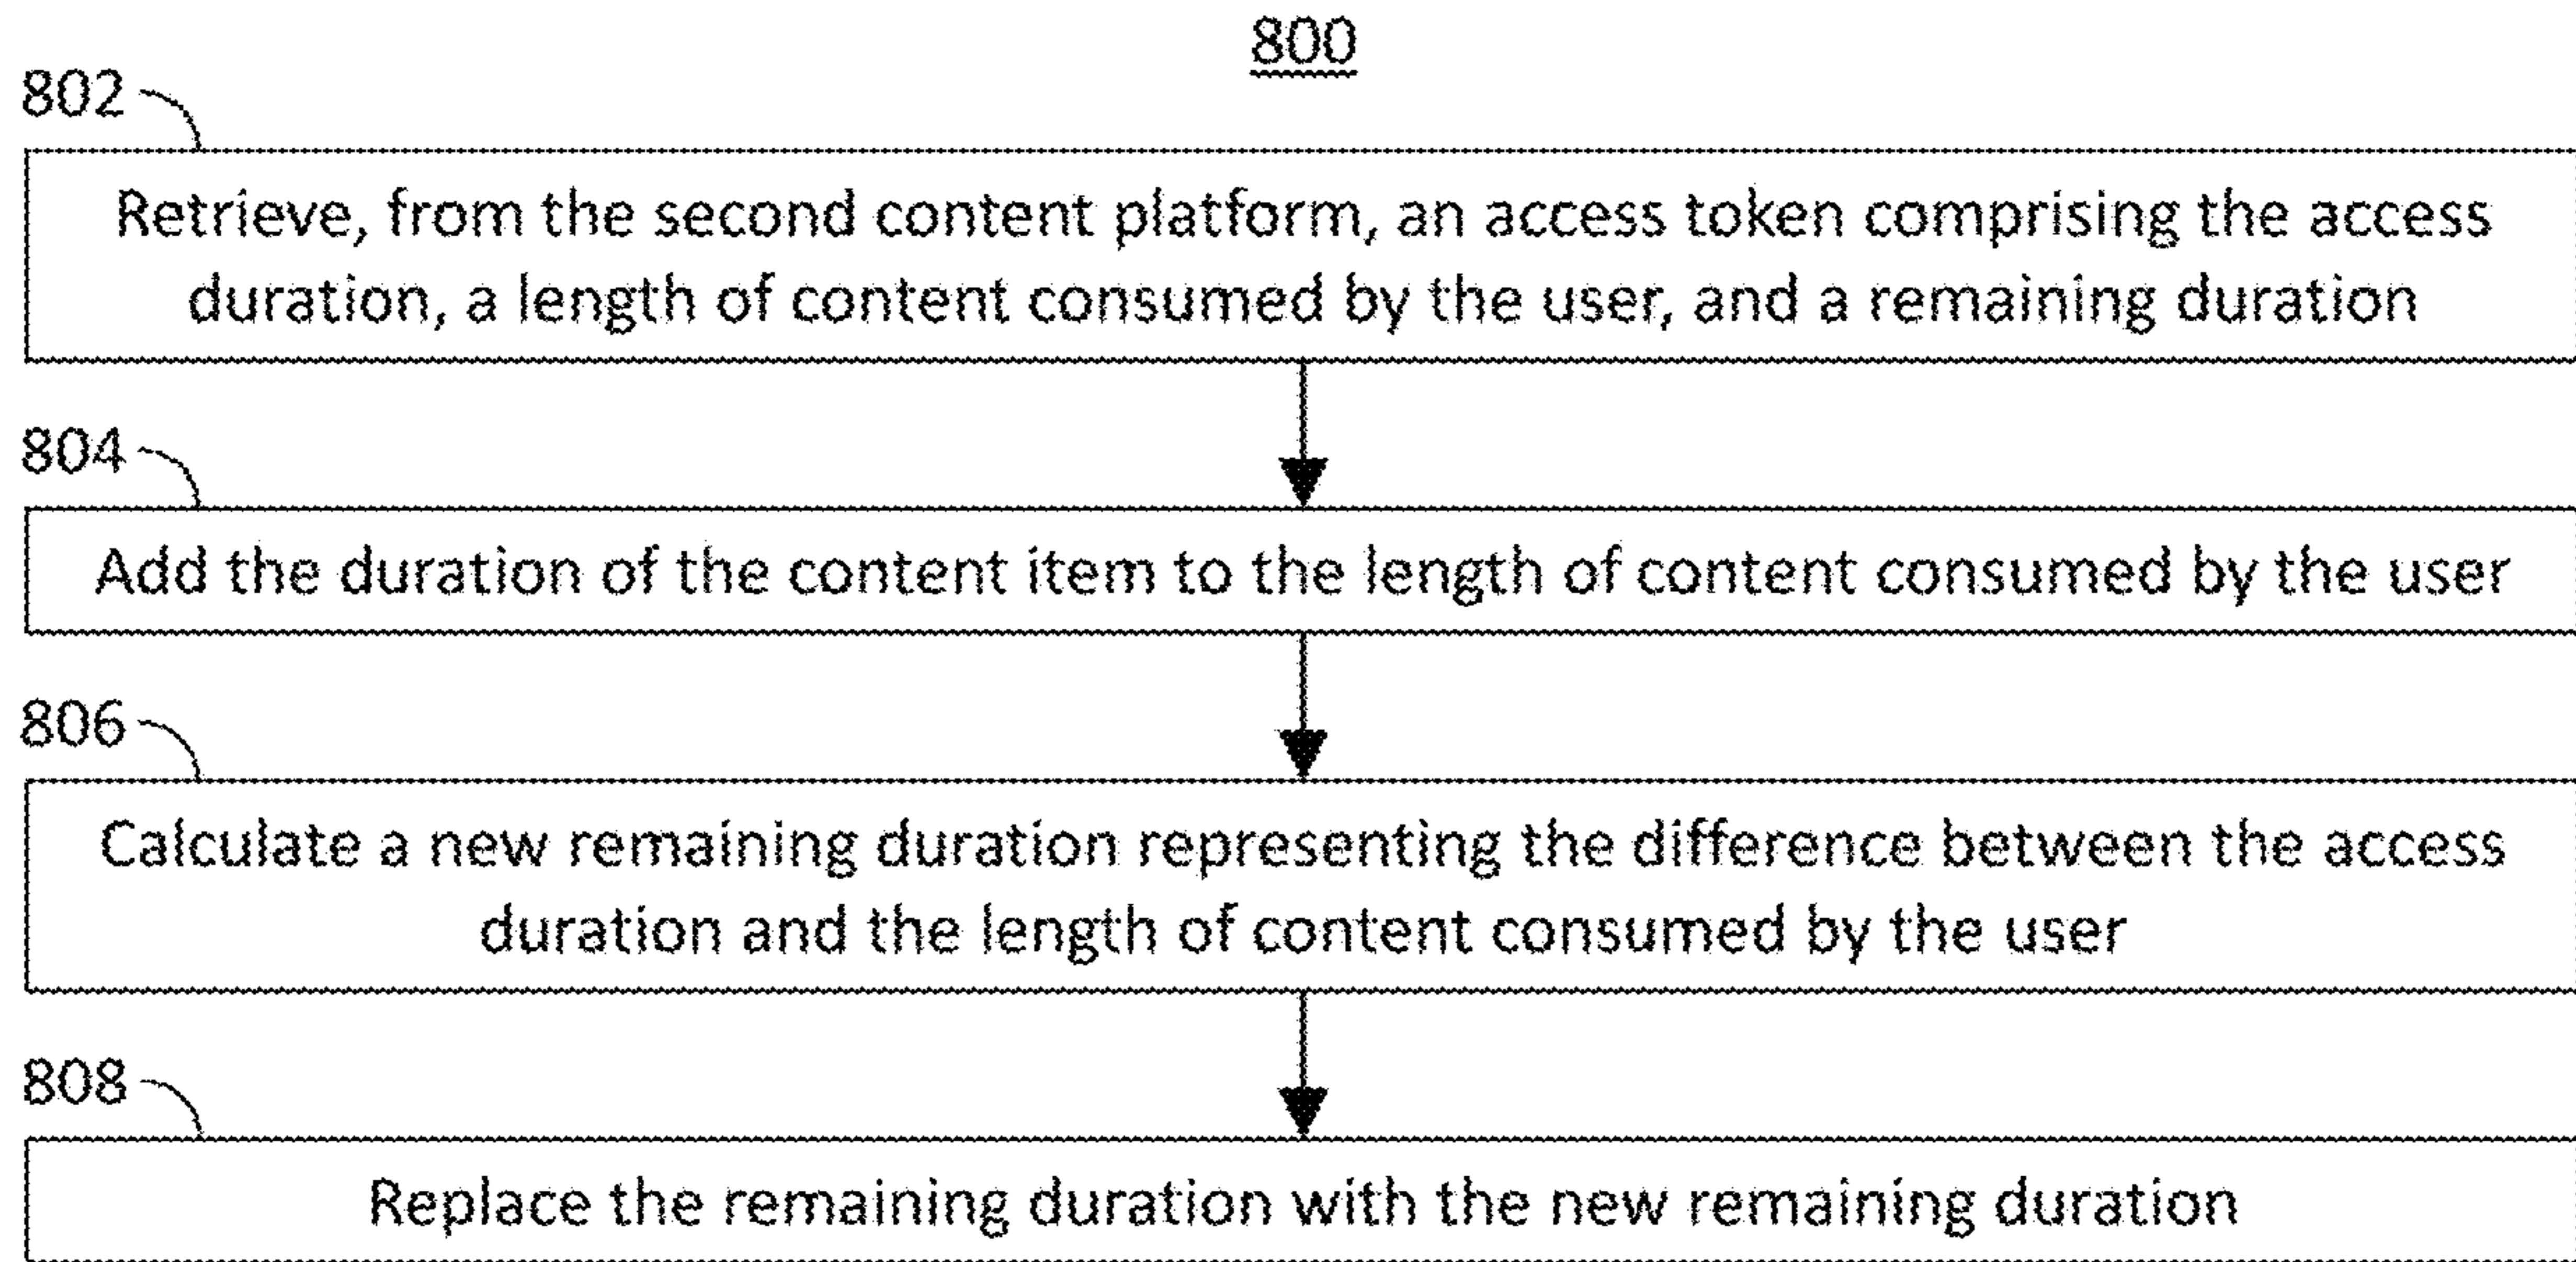 800
802
Retrieve, from the second content platform, an access token comprising the access
duration, a length of content consumed by the user, and a remaining duration
804
Add the duration of the content item to the length of content consumed by the user
806
Calculate a new remaining duration representing the difference between the access
duration and the length of content consumed by the user
808
Replace the remaining duration with the new remaining duration